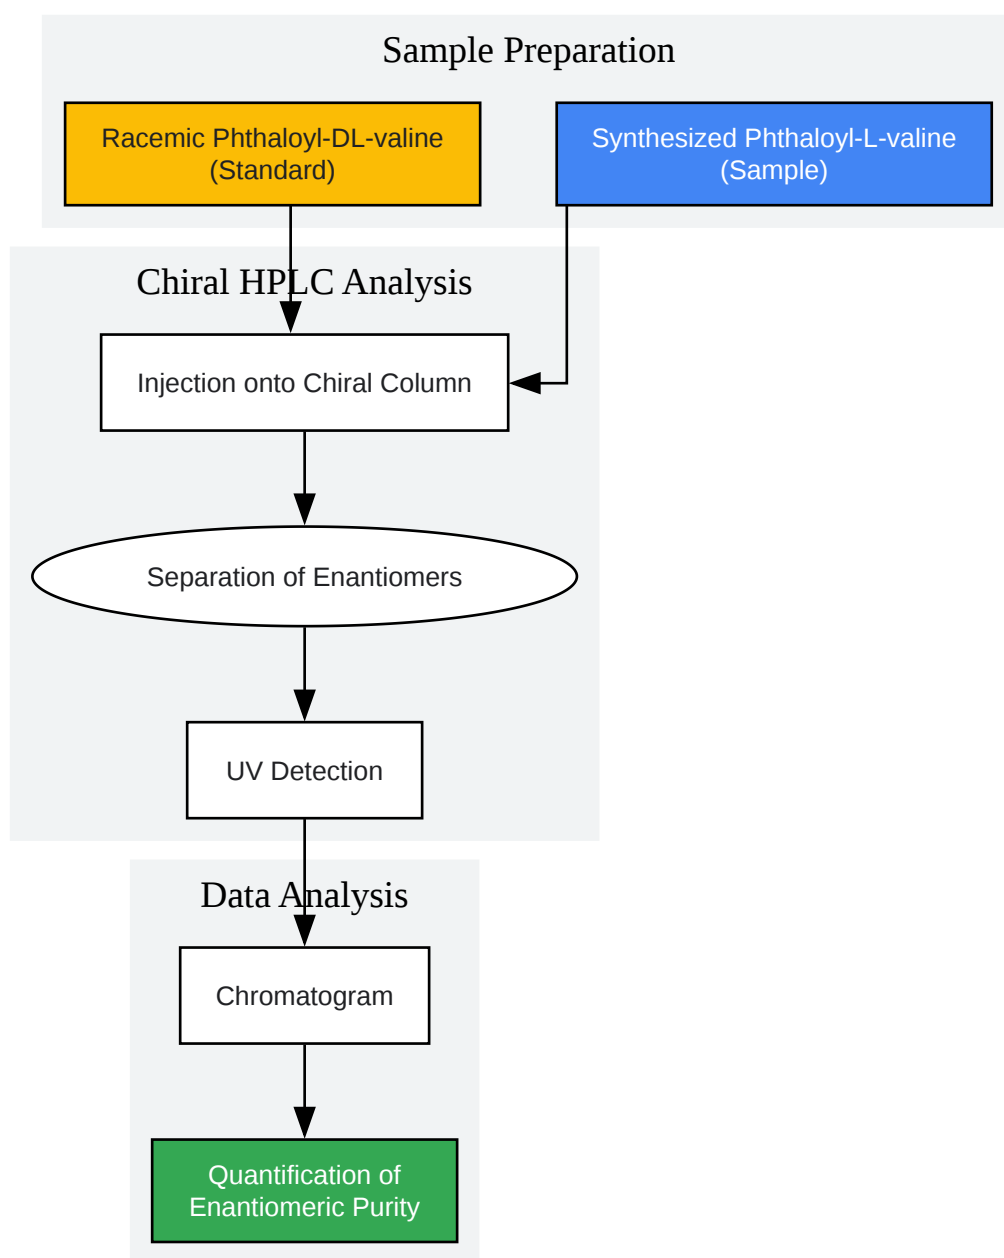 Sample Preparation
Racemic Phthaloyl-DL-valine
(Standard)
Synthesized Phthaloyl-L-valine
(Sample)
Chiral HPLC Analysis
Injection onto Chiral Column
Separation of Enantiomers
UV Detection
Data Analysis
Chromatogram
Quantification of
Enantiomeric Purity